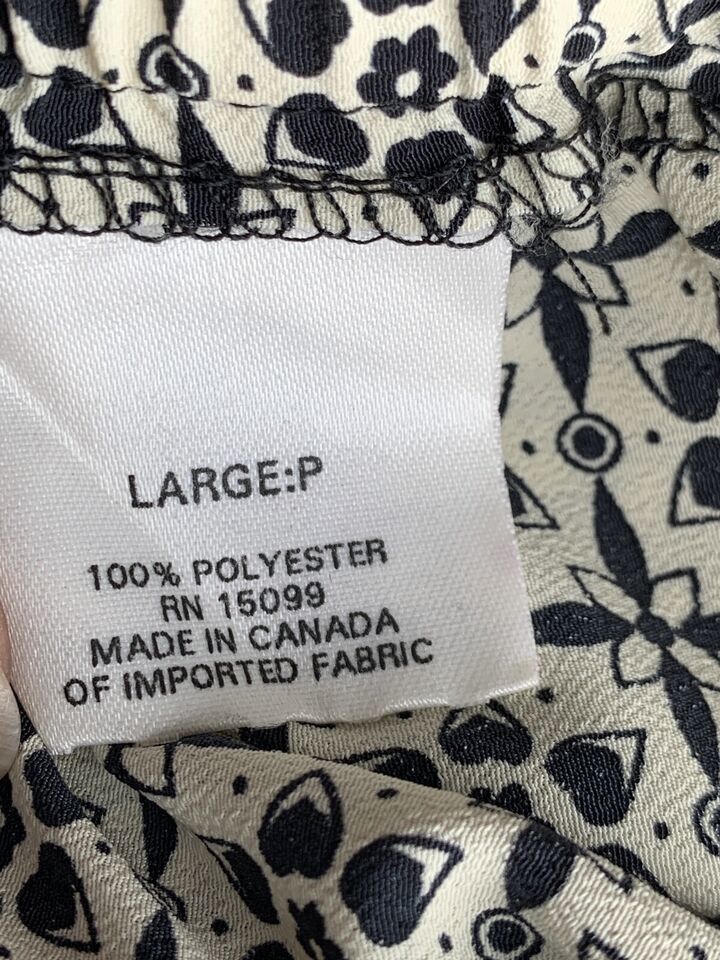 LARGE:P
100% POLYESTER
RN 15099
MADE IN CANADA
OF IMPORTED FABRIC